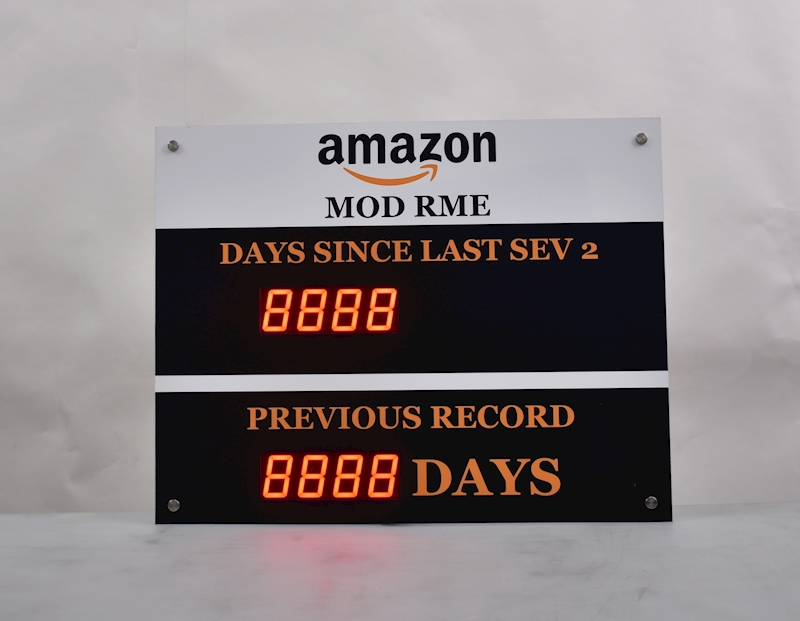 amazon
MOD RME
DAYS SINCE LAST SEV 2
8888
PREVIOUS RECORD
8888 DAYS